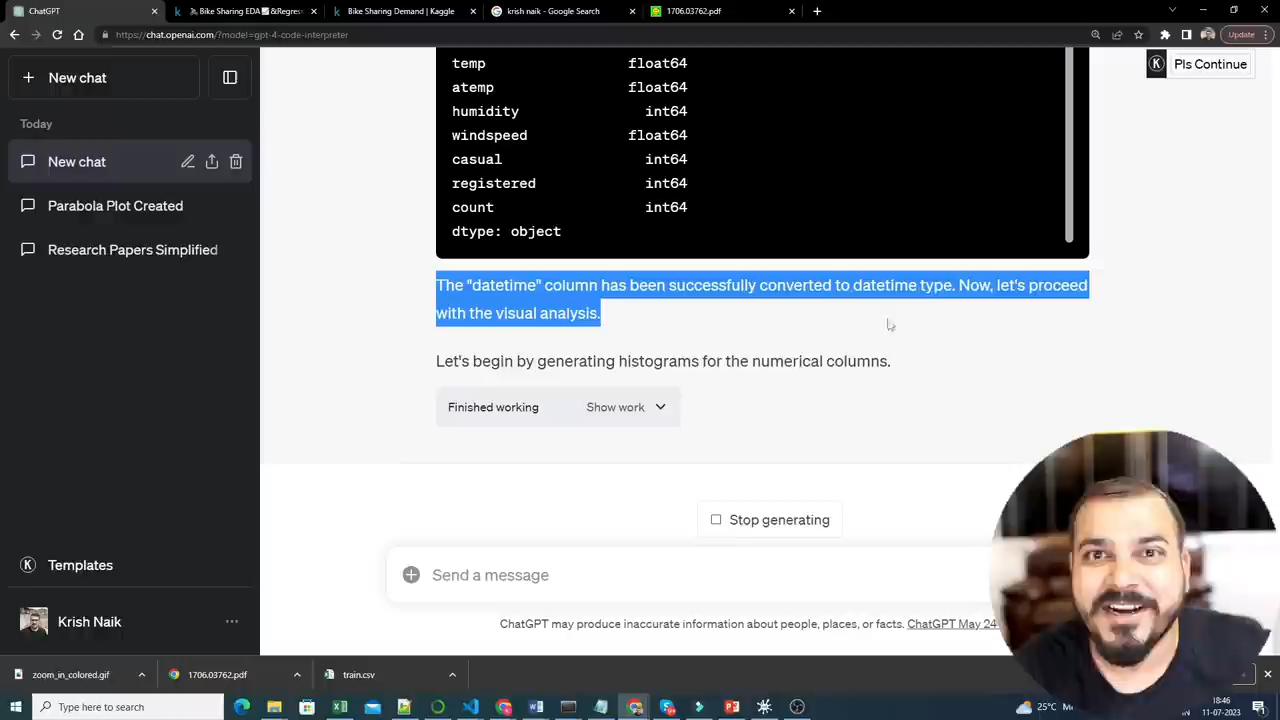 ChatGPT
Bike Sharing EDA &Regres
Bike Sharing Demand | Kaggle
krish naik - Google Search
1706.03762.pdf
https://chat.openai.com/?model=gpt-4-code-interpreter
Update
New chat
Pls Continue
Today
New chat
Parabola Plot Created
Research Papers Simplified
temp float64
atemp float64
humidity int64
windspeed float64
casual int64
registered int64
count int64
dtype: object
The "datetime" column has been successfully converted to datetime type. Now, let's proceed
with the visual analysis.
Let's begin by generating histograms for the numerical columns.
Finished working Show work
Stop generating
Send a message
ChatGPT may produce inaccurate information about people, places, or facts. ChatGPT May 24
Templates
Krish Naik
zoom_in_colored.gif
1706.03762.pdf
train.csv
Type here to search
25°C
18:46
11-07-2023